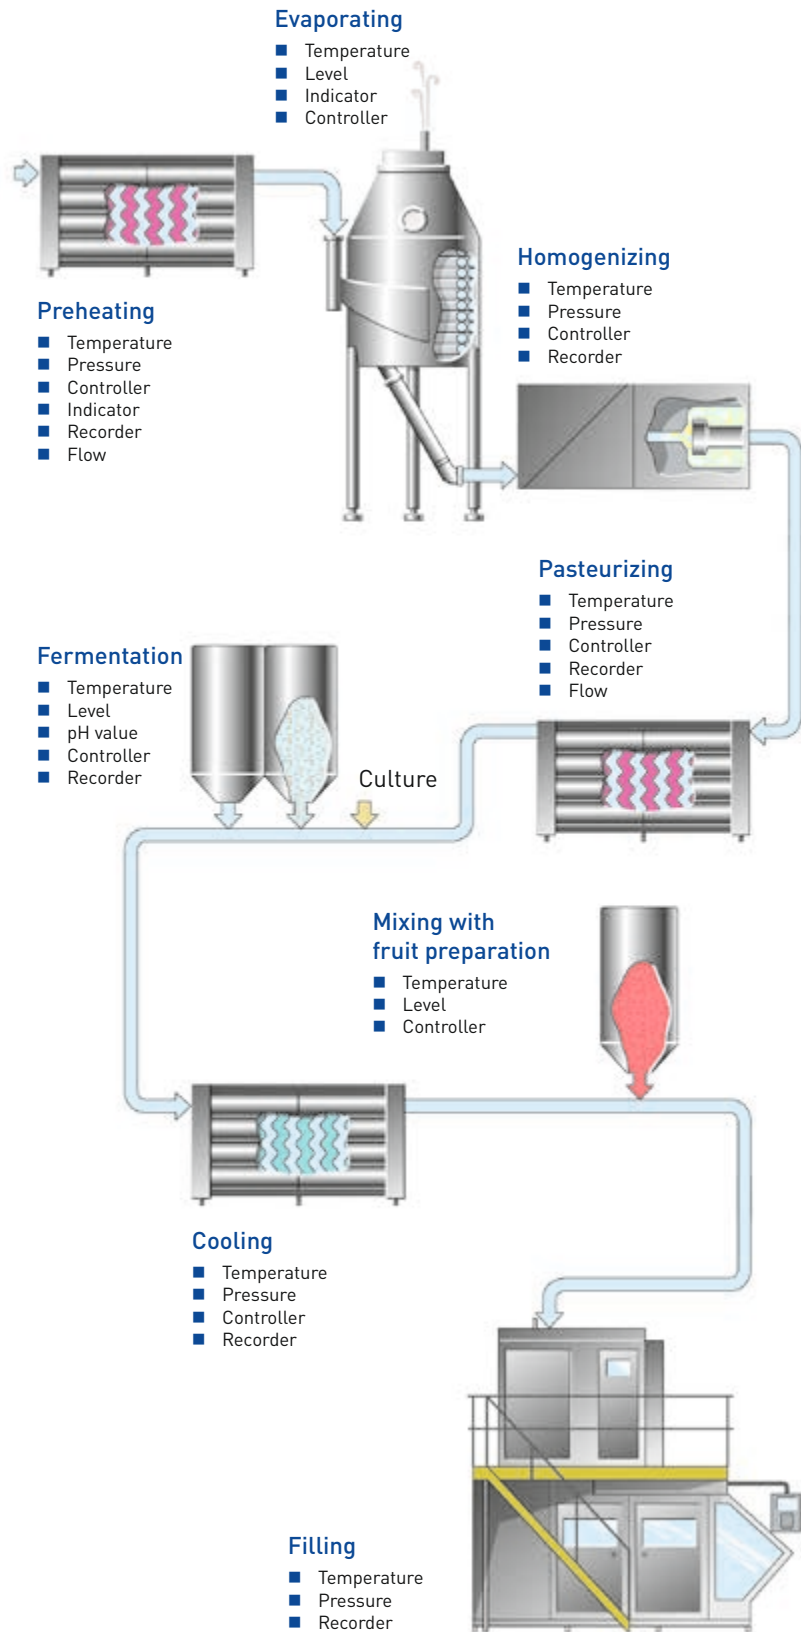 Evaporating
Temperature
Level
Indicator
Controller
Preheating
Temperature
Pressure
Controller
Indicator
Recorder
Flow
Homogenizing
Temperature
Pressure
Controller
Recorder
Pasteurizing
Temperature
Pressure
Controller
Recorder
Flow
Fermentation
Temperature
Level
pH value
Controller
Recorder
Culture
Mixing with
fruit preparation
Temperature
Level
Controller
Cooling
Temperature
Pressure
Controller
Recorder
Filling
Temperature
Pressure
Recorder